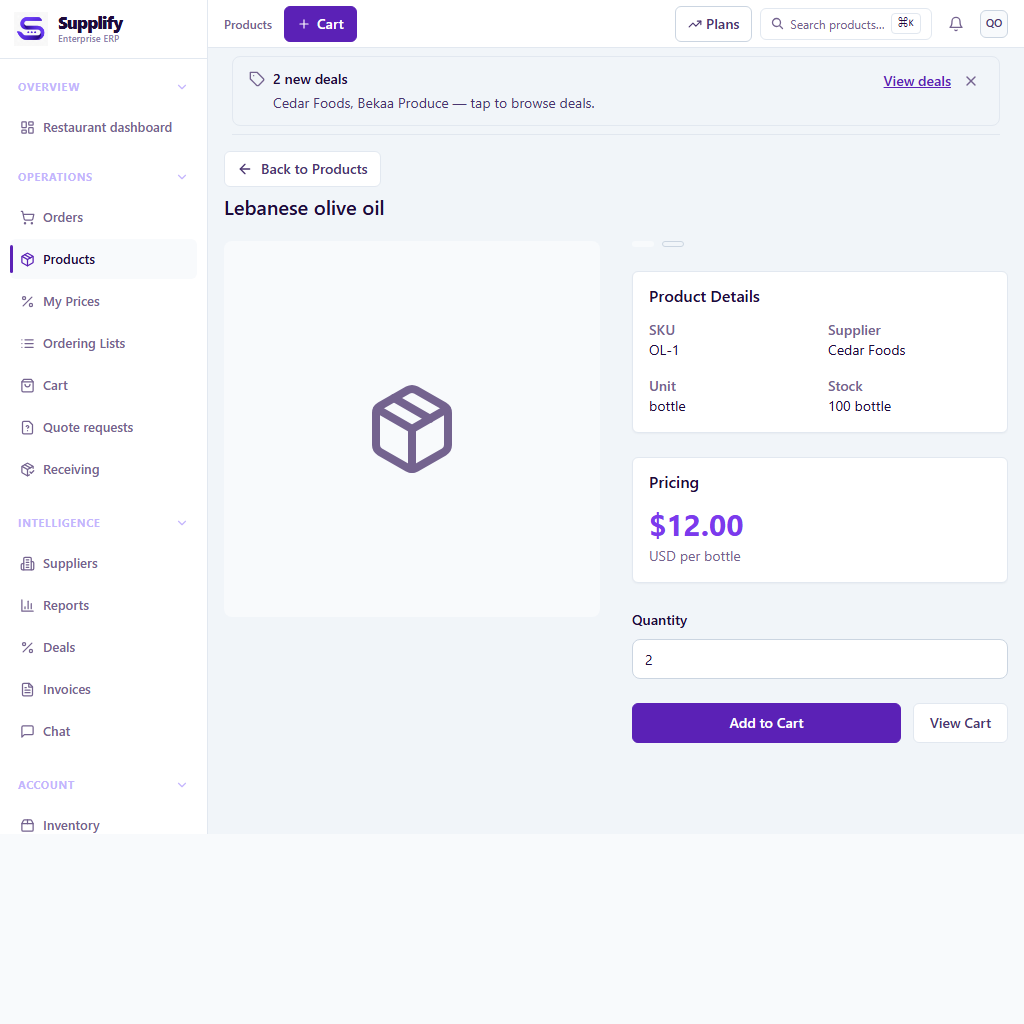 Supplify
Enterprise ERP
Products
+ Cart
Plans
Search products...
⌘K
QO
OVERVIEW
Restaurant dashboard
OPERATIONS
Orders
Products
My Prices
Ordering Lists
Cart
Quote requests
Receiving
INTELLIGENCE
Suppliers
Reports
Deals
Invoices
Chat
ACCOUNT
Inventory
2 new deals
Cedar Foods, Bekaa Produce — tap to browse deals.
View deals
Back to Products
Lebanese olive oil
Product Details
SKU
OL-1
Supplier
Cedar Foods
Unit
bottle
Stock
100 bottle
Pricing
$12.00
USD per bottle
Quantity
2
Add to Cart
View Cart